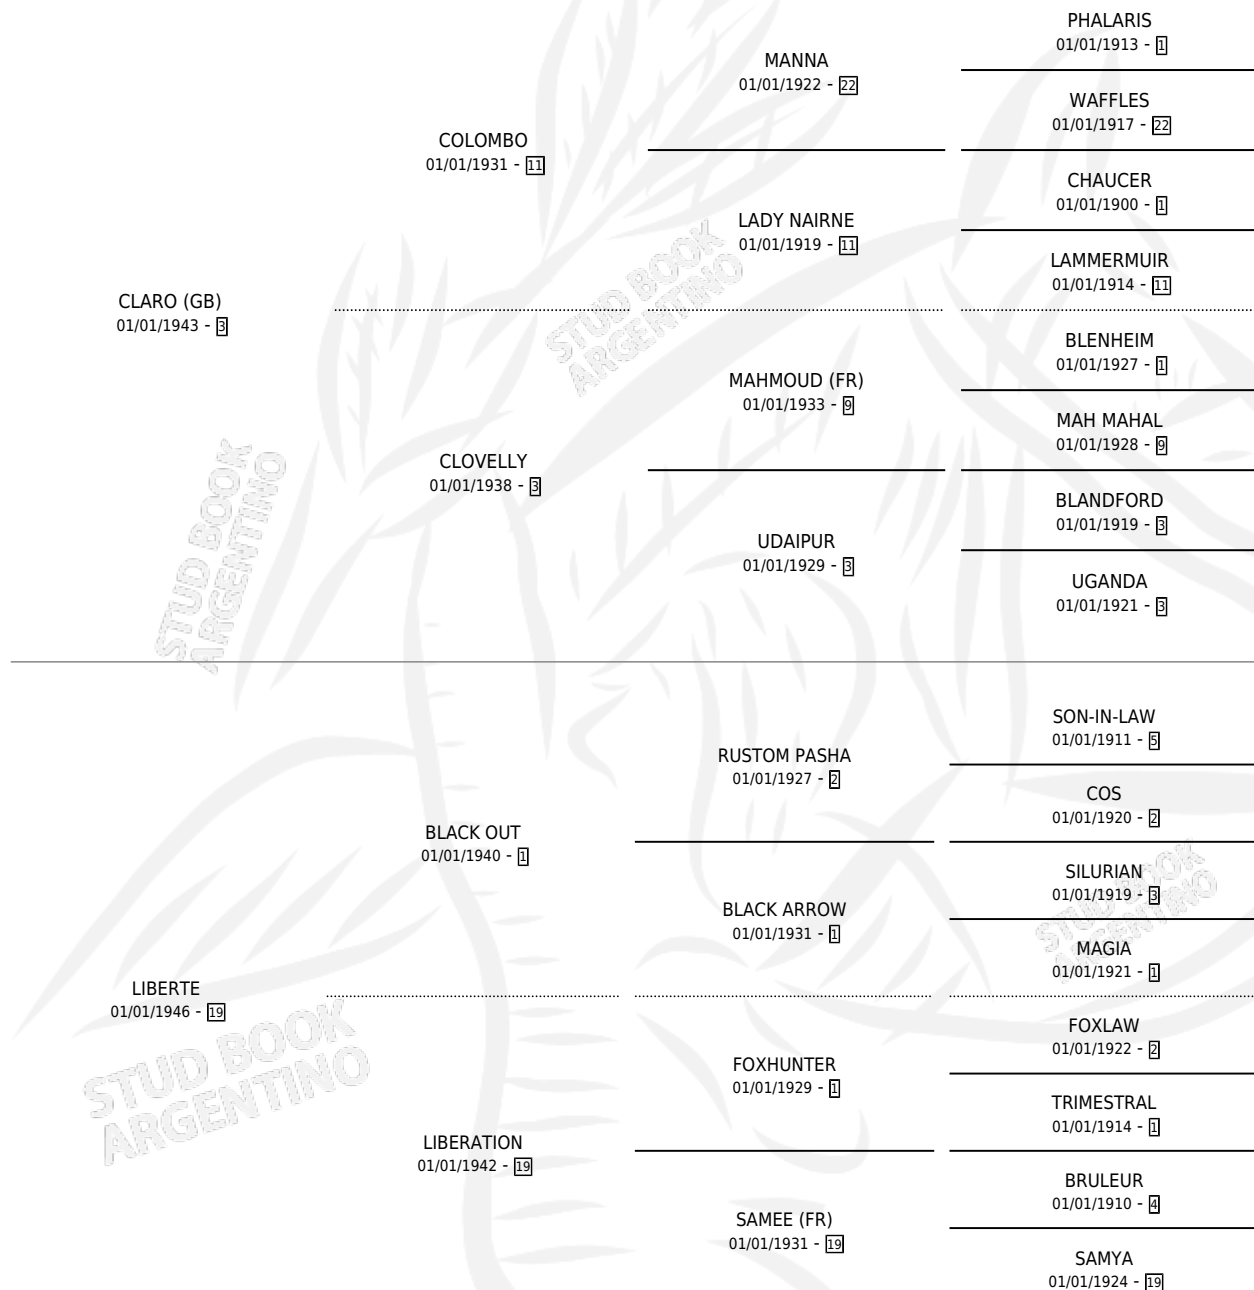 PHALARIS
01/01/1913 - 1
MANNA
01/01/1922 - 22
WAFFLES
01/01/1917 - 22
COLOMBO
01/01/1931 - 11
CHAUCER
01/01/1900 - 1
LADY NAIRNE
01/01/1919 - 11
LAMMERMUIR
01/01/1914 - 11
CLARO (GB)
01/01/1943 - 3
STUD BOOK
ARGENTINO
BLENHEIM
01/01/1927 - 1
MAHMOUD (FR)
01/01/1933 - 9
MAH MAHAL
01/01/1928 - 9
CLOVELLY
01/01/1938 - 3
BLANDFORD
01/01/1919 - 3
UDAIPUR
01/01/1929 - 3
UGANDA
01/01/1921 - 3
STUD BOOK
ARGENTINO
SON-IN-LAW
01/01/1911 - 5
RUSTOM PASHA
01/01/1927 - 2
COS
01/01/1920 - 2
BLACK OUT
01/01/1940 - 1
SILURIAN
01/01/1919 - 3
BLACK ARROW
01/01/1931 - 1
MAGIA
01/01/1921 - 1
STUD BOOK
ARGENTINO
LIBERTE
01/01/1946 - 19
FOXLAW
01/01/1922 - 2
FOXHUNTER
01/01/1929 - 1
TRIMESTRAL
01/01/1914 - 1
LIBERATION
01/01/1942 - 19
BRULEUR
01/01/1910 - 4
SAMEE (FR)
01/01/1931 - 19
SAMYA
01/01/1924 - 19
STUD BOOK
ARGENTINO